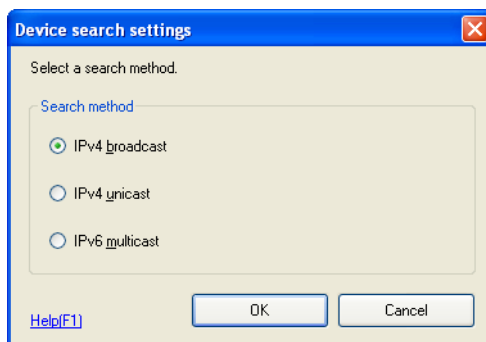 Device search settings
Select a search method.
Search method
IPv4 broadcast
IPv4 unicast
IPv6 multicast
Help(F1)
OK
Cancel